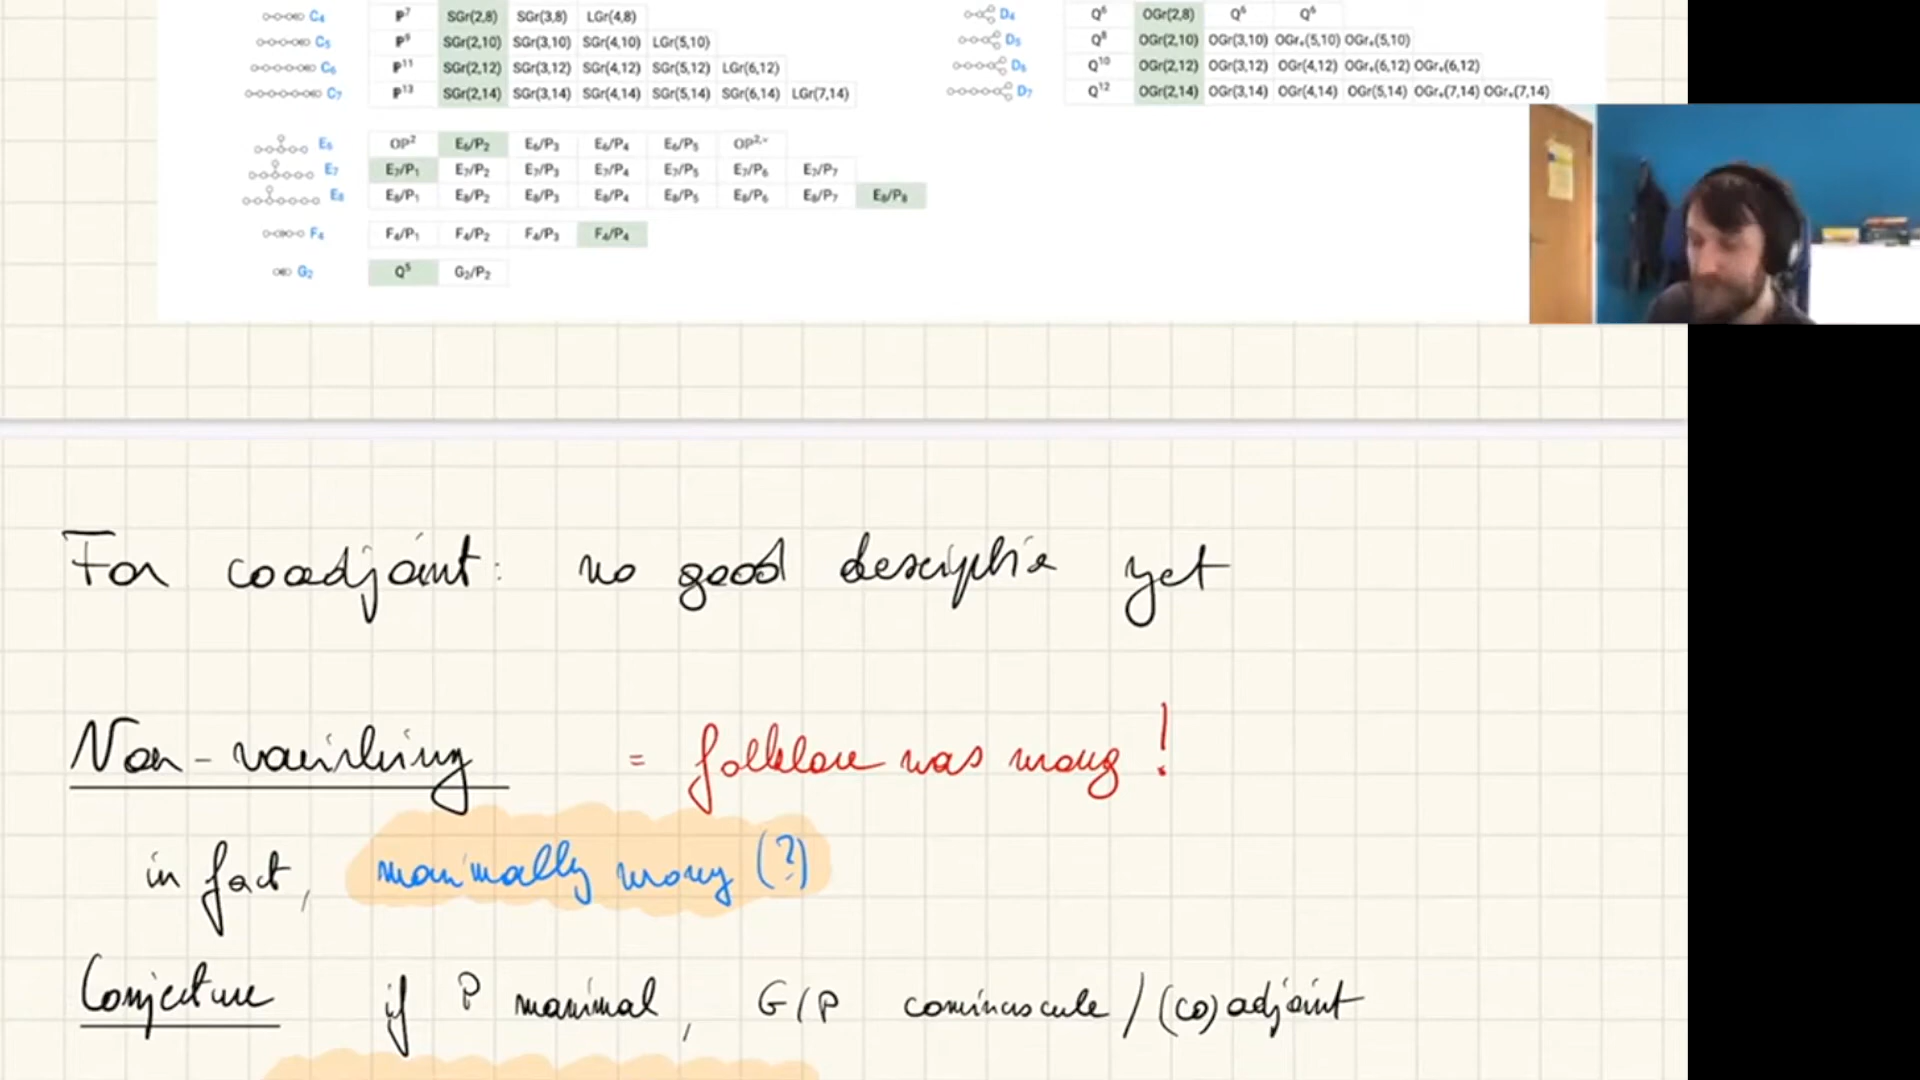 C₄ P⁷ SGr(2,8) SGr(3,8) LGr(4,8)
C₅ P⁹ SGr(2,10) SGr(3,10) SGr(4,10) LGr(5,10)
C₆ P¹¹ SGr(2,12) SGr(3,12) SGr(4,12) SGr(5,12) LGr(6,12)
C₇ P¹³ SGr(2,14) SGr(3,14) SGr(4,14) SGr(5,14) SGr(6,14) LGr(7,14)
D₄ Q⁶ OGr(2,8) Q⁶ Q⁶
D₅ Q⁸ OGr(2,10) OGr(3,10) OGr₊(5,10) OGr₊(5,10)
D₆ Q¹⁰ OGr(2,12) OGr(3,12) OGr(4,12) OGr₊(6,12) OGr₊(6,12)
D₇ Q¹² OGr(2,14) OGr(3,14) OGr(4,14) OGr(5,14) OGr₊(7,14) OGr₊(7,14)
E₆ OP² E₆/P₂ E₆/P₃ E₆/P₄ E₆/P₅ OP²,ᵛ
E₇ E₇/P₁ E₇/P₂ E₇/P₃ E₇/P₄ E₇/P₅ E₇/P₆ E₇/P₇
E₈ E₈/P₁ E₈/P₂ E₈/P₃ E₈/P₄ E₈/P₅ E₈/P₆ E₈/P₇ E₈/P₈
F₄ F₄/P₁ F₄/P₂ F₄/P₃ F₄/P₄
G₂ Q⁵ G₂/P₂
For coadjoint: no good description yet
Non-vanishing = folklore was wrong!
in fact, maximally wrong (?)
Conjecture if P maximal, G/P cominuscule / (co)adjoint